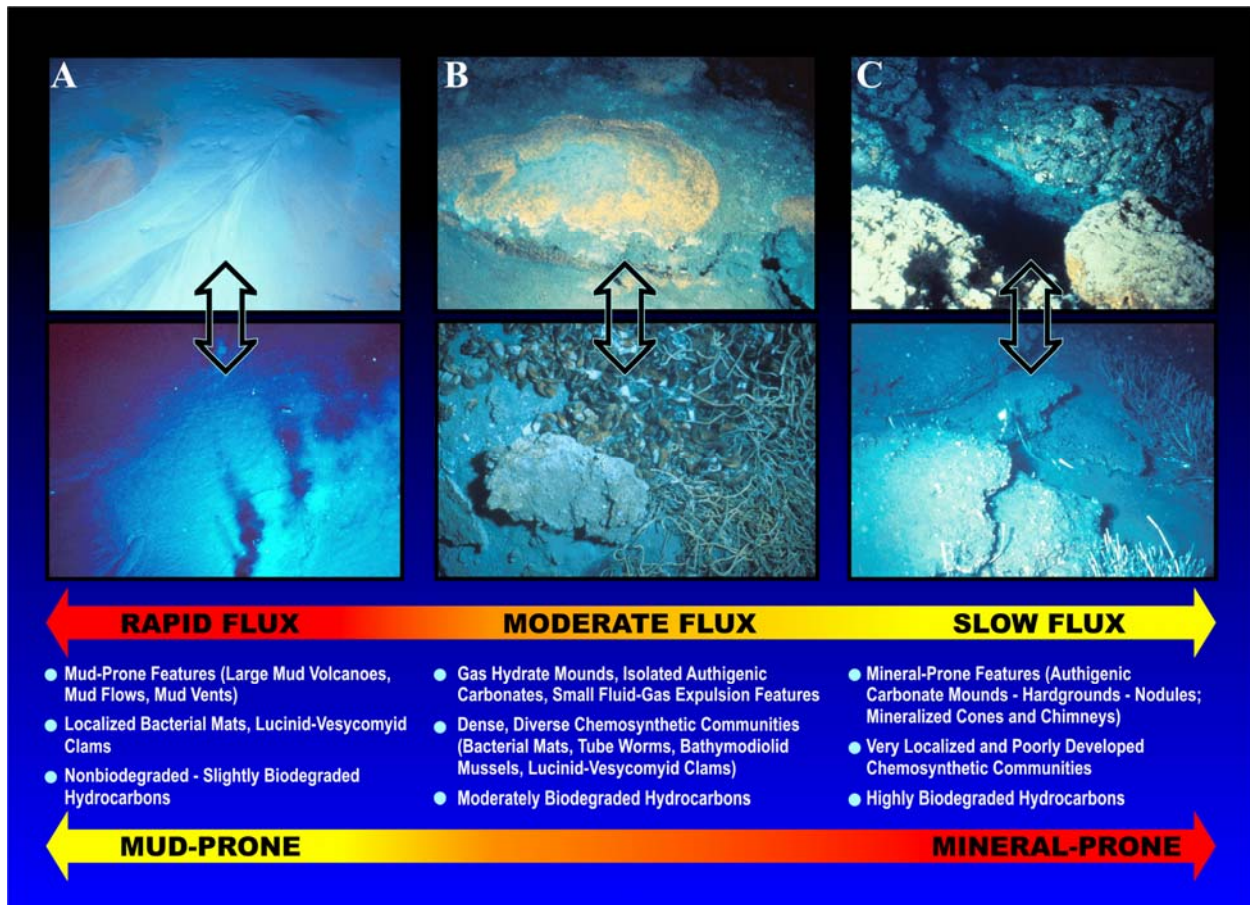 A
B
C
RAPID FLUX
MODERATE FLUX
SLOW FLUX
Mud-Prone Features (Large Mud Volcanoes,
Mud Flows, Mud Vents)
Localized Bacterial Mats, Lucinid-Vesycomyid
Clams
Nonbiodegraded - Slightly Biodegraded
Hydrocarbons
Gas Hydrate Mounds, Isolated Authigenic
Carbonates, Small Fluid-Gas Expulsion Features
Dense, Diverse Chemosynthetic Communities
(Bacterial Mats, Tube Worms, Bathymodiolid
Mussels, Lucinid-Vesycomyid Clams)
Moderately Biodegraded Hydrocarbons
Mineral-Prone Features (Authigenic
Carbonate Mounds - Hardgrounds - Nodules;
Mineralized Cones and Chimneys)
Very Localized and Poorly Developed
Chemosynthetic Communities
Highly Biodegraded Hydrocarbons
MUD-PRONE
MINERAL-PRONE